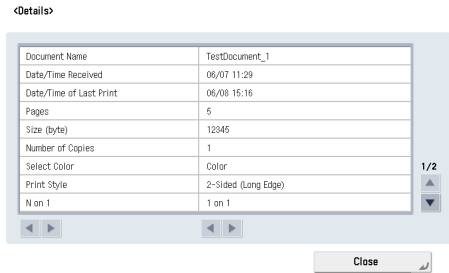 <Details>
Document Name TestDocument_1
Date/Time Received 06/07 11:29
Date/Time of Last Print 06/08 15:16
Pages 5
Size (byte) 12345
Number of Copies 1
Select Color Color
Print Style 2-Sided (Long Edge)
N on 1 1 on 1
1/2
Close